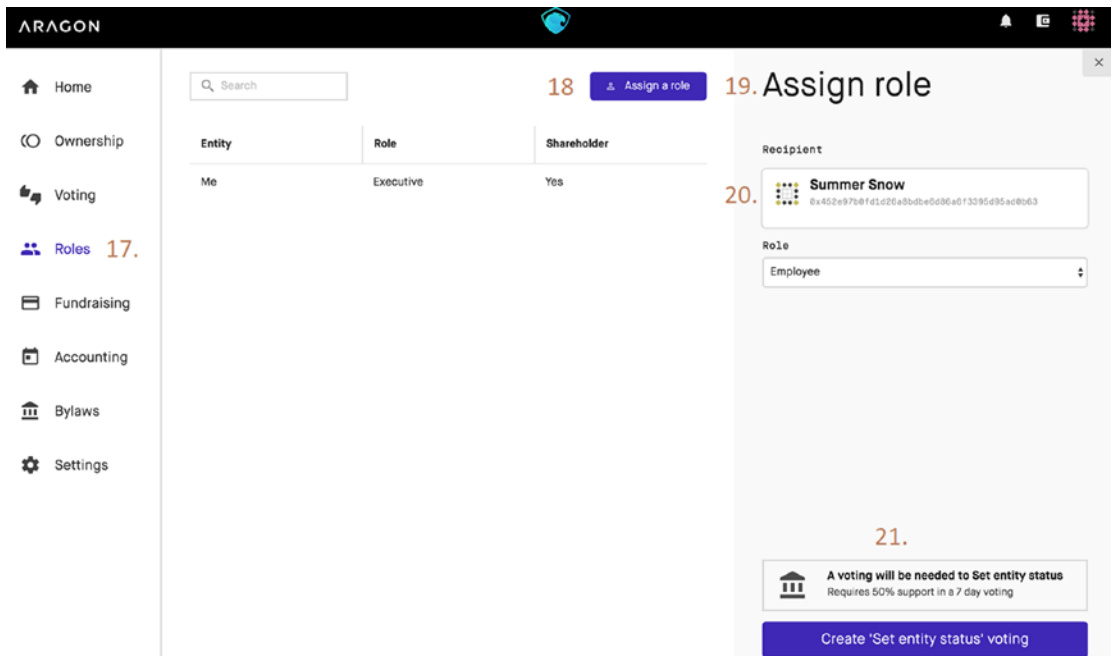 ARAGON
Home
Ownership
Voting
Roles 17.
Fundraising
Accounting
Bylaws
Settings
Search
18 Assign a role
Entity Role Shareholder
Me Executive Yes
19. Assign role
Recipient
20. Summer Snow
Role
Employee
21.
A voting will be needed to Set entity status
Requires 50% support in a 7 day voting
Create 'Set entity status' voting